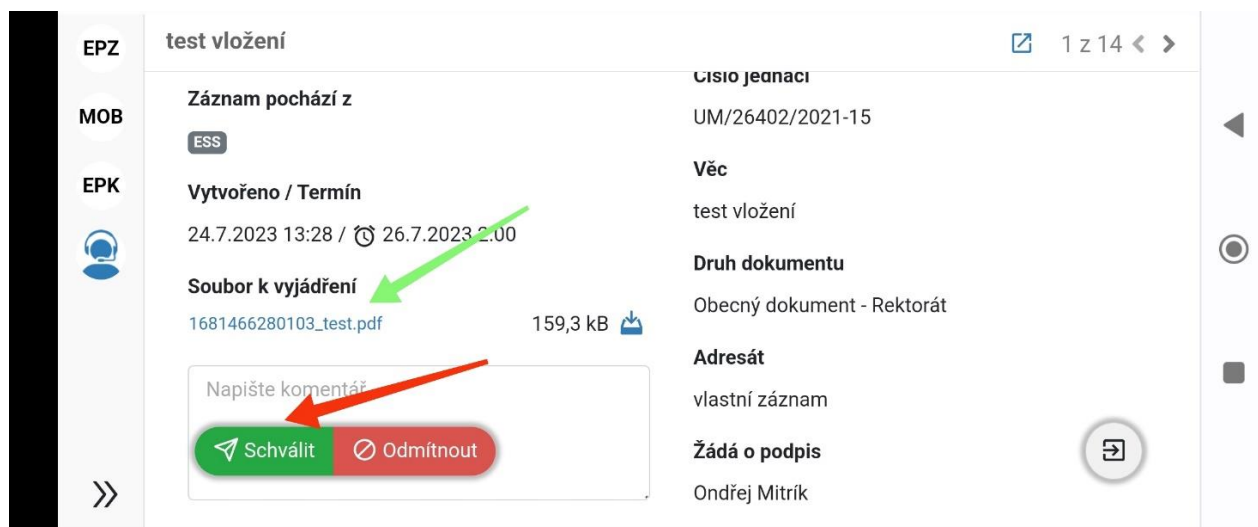 test vložení
1 z 14
EPZ
MOB
EPK
Záznam pochází z
ESS
Vytvořeno / Termín
24.7.2023 13:28 / 26.7.2023 2:00
Soubor k vyjádření
1681466280103_test.pdf
159,3 kB
Napište komentář
Schválit
Odmítnout
Číslo jednací
UM/26402/2021-15
Věc
test vložení
Druh dokumentu
Obecný dokument - Rektorát
Adresát
vlastní záznam
Žádá o podpis
Ondřej Mitrík